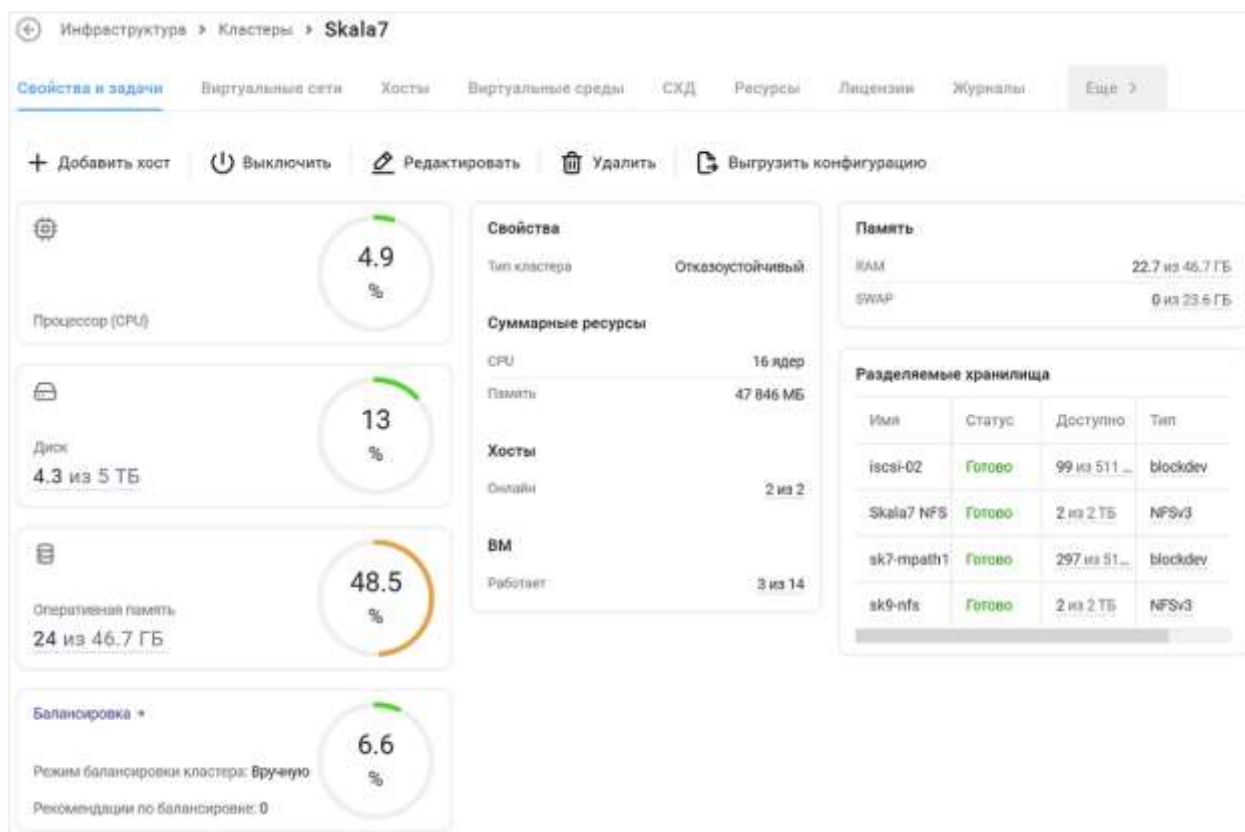 Инфраструктура > Кластеры > Skala7
Свойства и задачи Виртуальные сети Хосты Виртуальные среды СХД Ресурсы Лицензии Журналы Еще >
+ Добавить хост Выключить Редактировать Удалить Выгрузить конфигурацию
4.9
%
Процессор (CPU)
13
%
Диск
4.3 из 5 ТБ
48.5
%
Оперативная память
24 из 46.7 ГБ
Балансировка
6.6
%
Режим балансировки кластера: Вручную
Рекомендации по балансировке: 0
Свойства
Тип кластера Отказоустойчивый
Суммарные ресурсы
CPU 16 ядер
Память 47 846 МБ
Хосты
Онлайн 2 из 2
ВМ
Работает 3 из 14
Память
RAM 22.7 из 46.7 ГБ
SWAP 0 из 23.6 ГБ
Разделяемые хранилища
Имя Статус Доступно Тип
iscsi-02 Готово 99 из 511 ... blockdev
Skala7 NFS Готово 2 из 2 ТБ NFSv3
sk7-mpath1 Готово 297 из 51... blockdev
sk9-nfs Готово 2 из 2 ТБ NFSv3